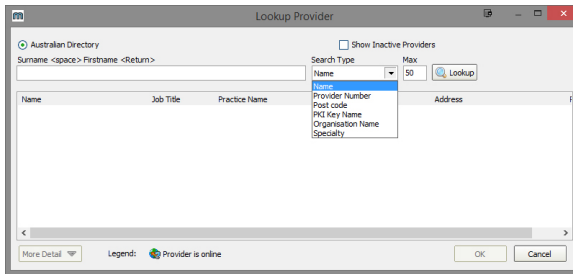 Lookup Provider
Australian Directory
Show Inactive Providers
Surname <space> Firstname <Return>
Search Type
Max
Name
50
Lookup
Name
Provider Number
Post code
PKI Key Name
Organisation Name
Specialty
Name
Job Title
Practice Name
Address
More Detail
Legend:
Provider is online
OK
Cancel